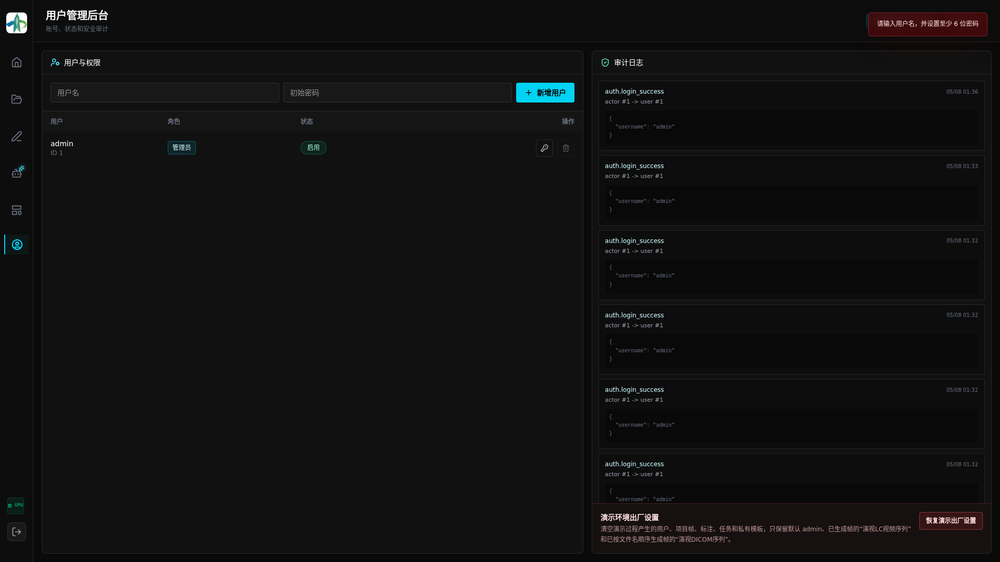 用户管理后台
账号、状态和安全审计
请输入用户名，并设置至少 6 位密码
用户与权限
用户名
初始密码
新增用户
用户
角色
状态
操作
admin
ID 1
管理员
启用
审计日志
auth.login_success
05/08 01:36
actor #1 -> user #1
{
"username": "admin"
}
auth.login_success
05/08 01:33
actor #1 -> user #1
{
"username": "admin"
}
auth.login_success
05/08 01:32
actor #1 -> user #1
{
"username": "admin"
}
auth.login_success
05/08 01:32
actor #1 -> user #1
{
"username": "admin"
}
auth.login_success
05/08 01:32
actor #1 -> user #1
{
"username": "admin"
}
auth.login_success
05/08 01:32
actor #1 -> user #1
{
"username": "admin"
演示环境出厂设置
清空演示过程产生的用户、项目帧、标注、任务和私有模板，只保留默认 admin、已生成帧的“演视LC视频序列”
和已按文件名顺序生成帧的“演视DICOM序列”。
恢复演示出厂设置
GPU